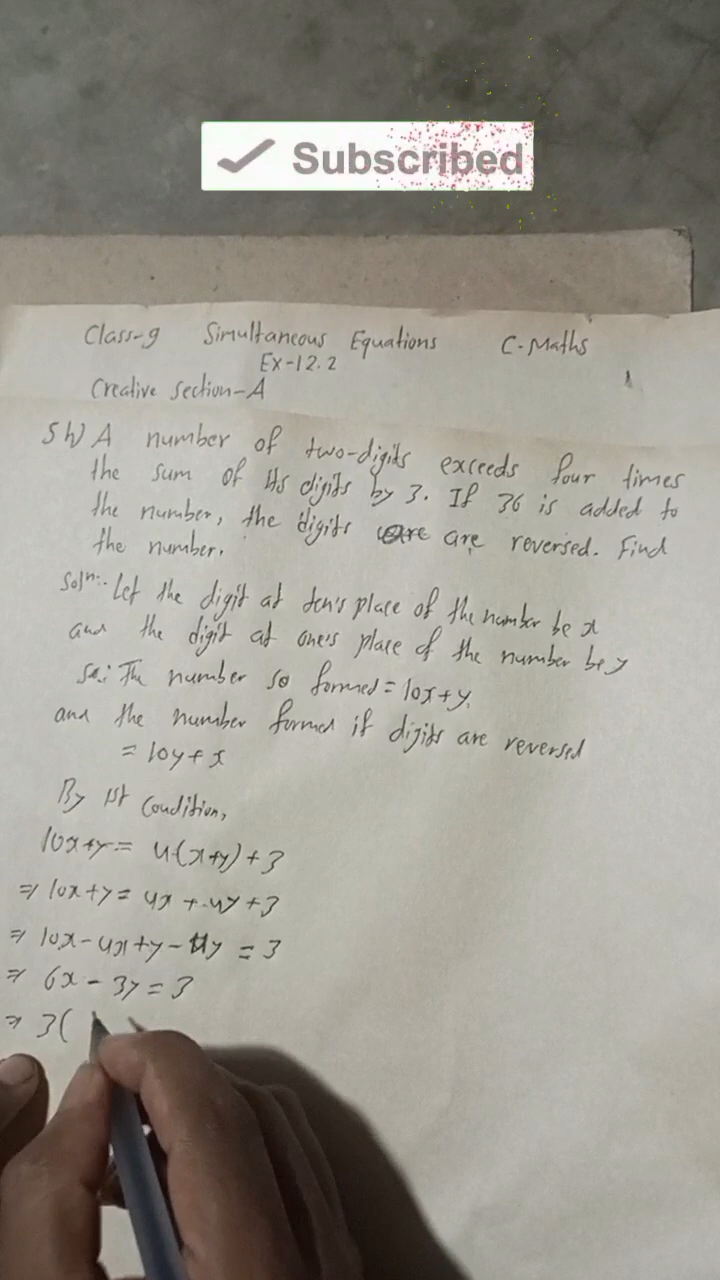 Subscribed
Class-9 Simultaneous Equations C. Maths
Ex-12.2
Creative Section-A
5 h) A number of two-digits exceeds four times
the sum of its digits by 3. If 36 is added to
the number, the digits are are reversed. Find
the number.
Solⁿ:- Let the digit at ten's place of the number be x
and the digit at one's place of the number be y
So: The number so formed = 10x+y.
and the number formed if digits are reversed
= 10y+x
By 1st Condition,
10x+y = 4(x+y)+3
⇒ 10x+y = 4x+4y+3
⇒ 10x-4x+y-4y = 3
⇒ 6x - 3y = 3
⇒ 3(